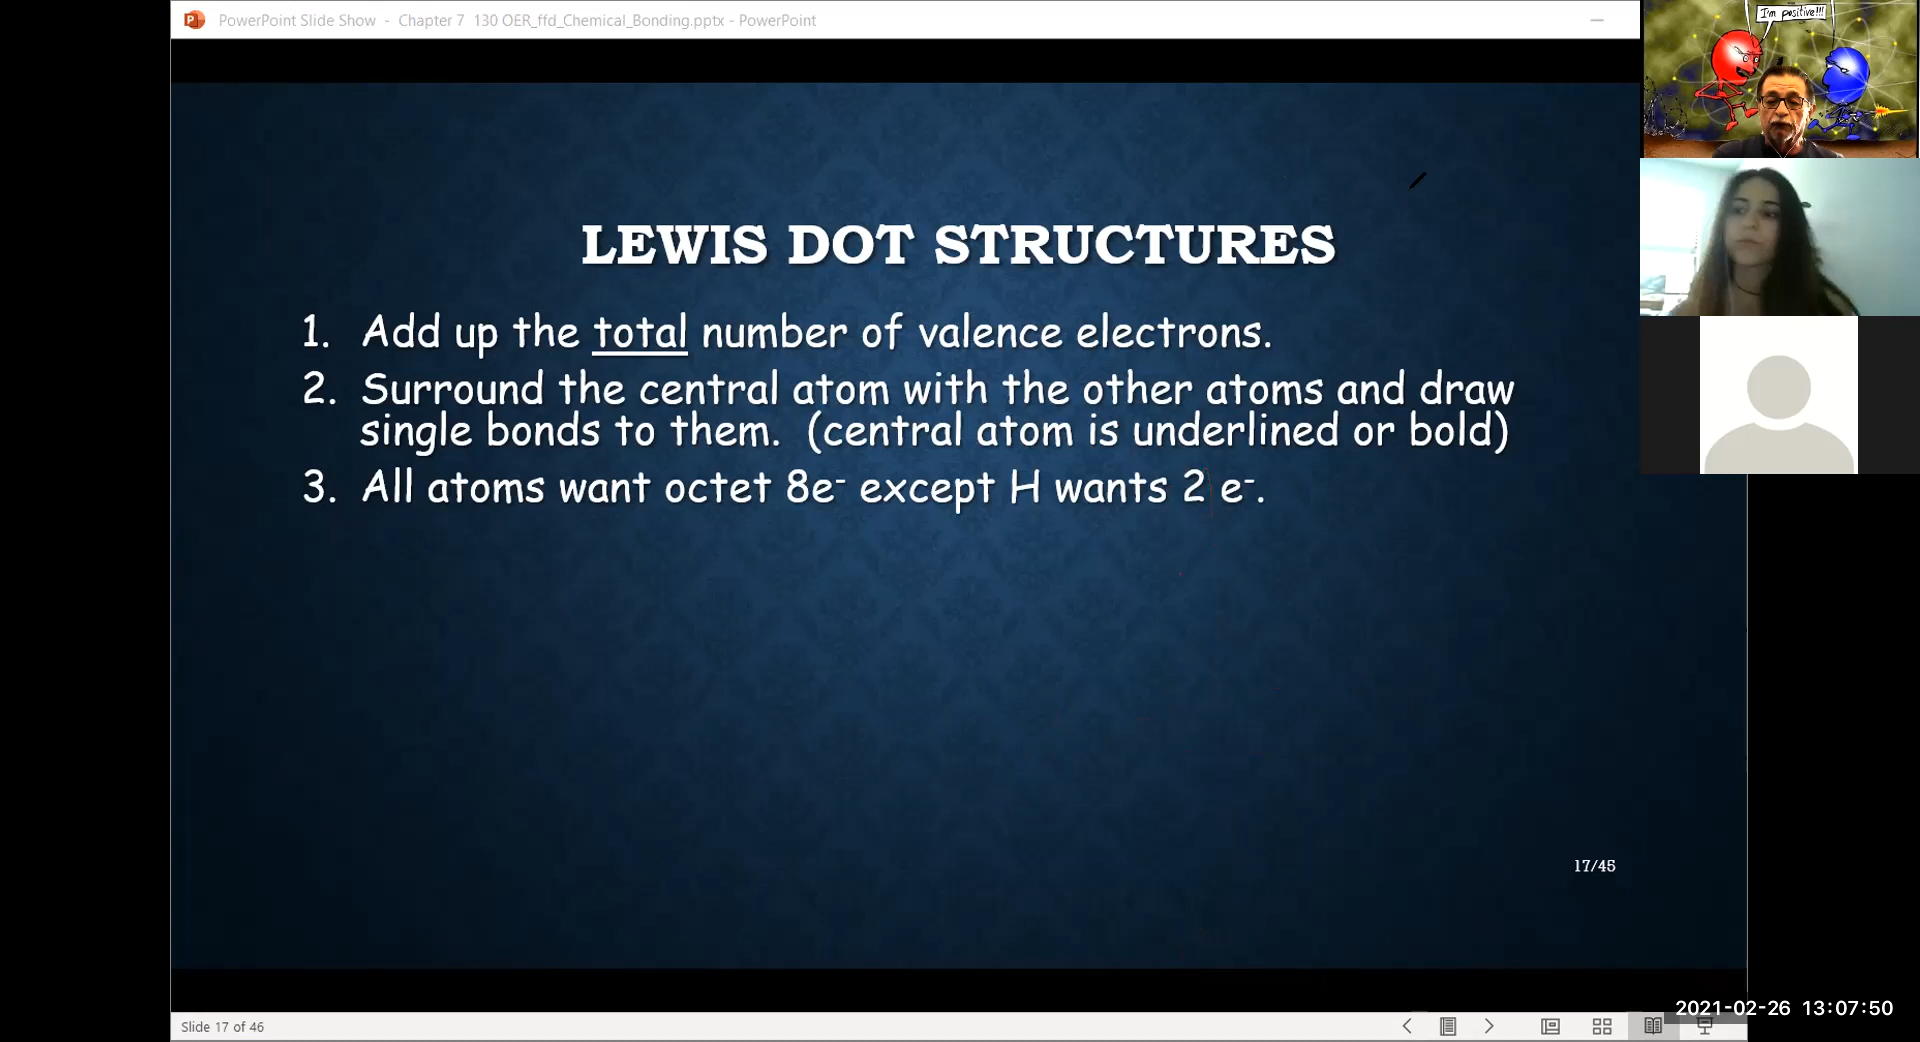 PowerPoint Slide Show - Chapter 7 130 OER_ffd_Chemical_Bonding.pptx - PowerPoint
I'm positive!!!
LEWIS DOT STRUCTURES
1. Add up the total number of valence electrons.
2. Surround the central atom with the other atoms and draw
single bonds to them. (central atom is underlined or bold)
3. All atoms want octet 8e⁻ except H wants 2 e⁻.
17/45
2021-02-26 13:07:50
Slide 17 of 46